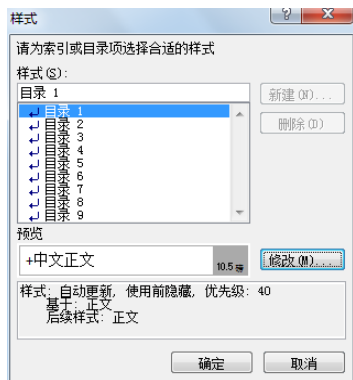 样式
请为索引或目录项选择合适的样式
样式(S):
目录 1
新建(N)...
目录 1
目录 2
目录 3
目录 4
目录 5
目录 6
目录 7
目录 8
目录 9
删除(D)
预览
+中文正文
10.5 磅
修改(M)...
样式: 自动更新, 使用前隐藏, 优先级: 40
基于: 正文
后续样式: 正文
确定
取消